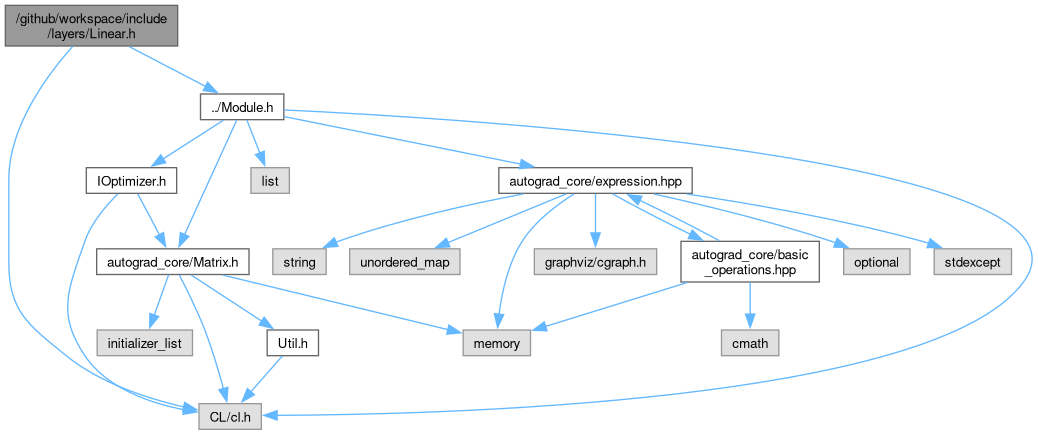 /github/workspace/include
/layers/Linear.h
../Module.h
IOptimizer.h
list
autograd_core/expression.hpp
autograd_core/Matrix.h
string
unordered_map
graphviz/cgraph.h
autograd_core/basic
_operations.hpp
optional
stdexcept
initializer_list
Util.h
memory
cmath
CL/cl.h